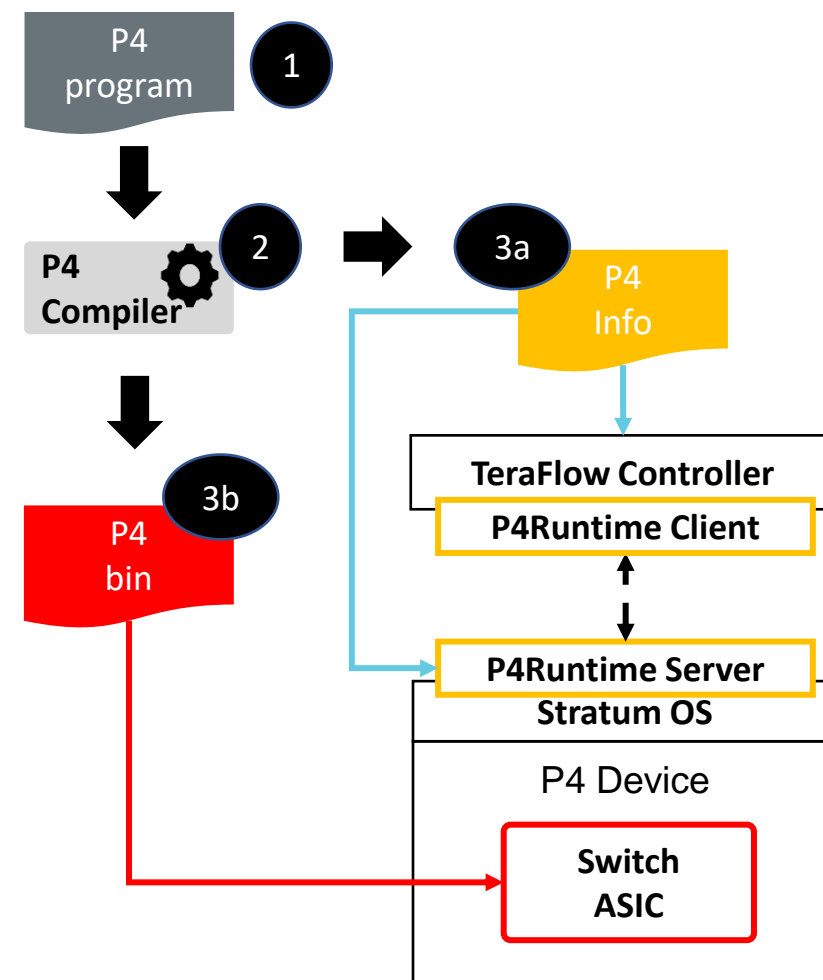 P4
program
1
P4
Compiler
2
3a
P4
Info
TeraFlow Controller
P4Runtime Client
3b
P4
bin
P4Runtime Server
Stratum OS
P4 Device
Switch
ASIC